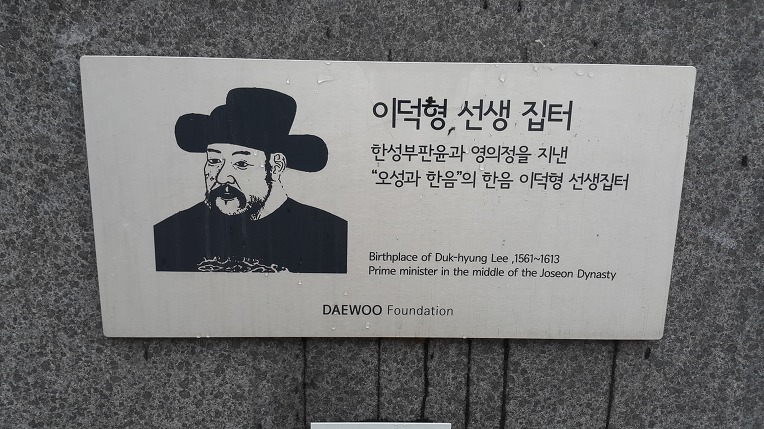 이덕형 선생 집터
한성부판윤과 영의정을 지낸
“오성과 한음”의 한음 이덕형 선생집터
Birthplace of Duk-hyung Lee ,1561~1613
Prime minister in the middle of the Joseon Dynasty
DAEWOO Foundation